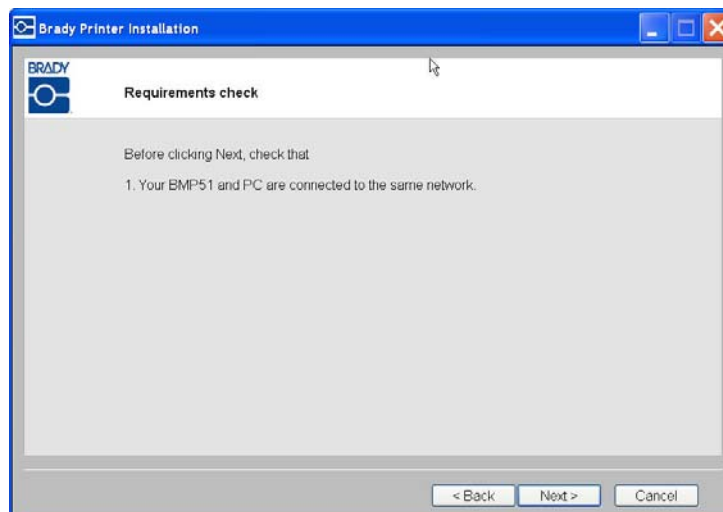 Brady Printer Installation
BRADY
Requirements check
Before clicking Next, check that
1. Your BMP51 and PC are connected to the same network.
< Back
Next >
Cancel